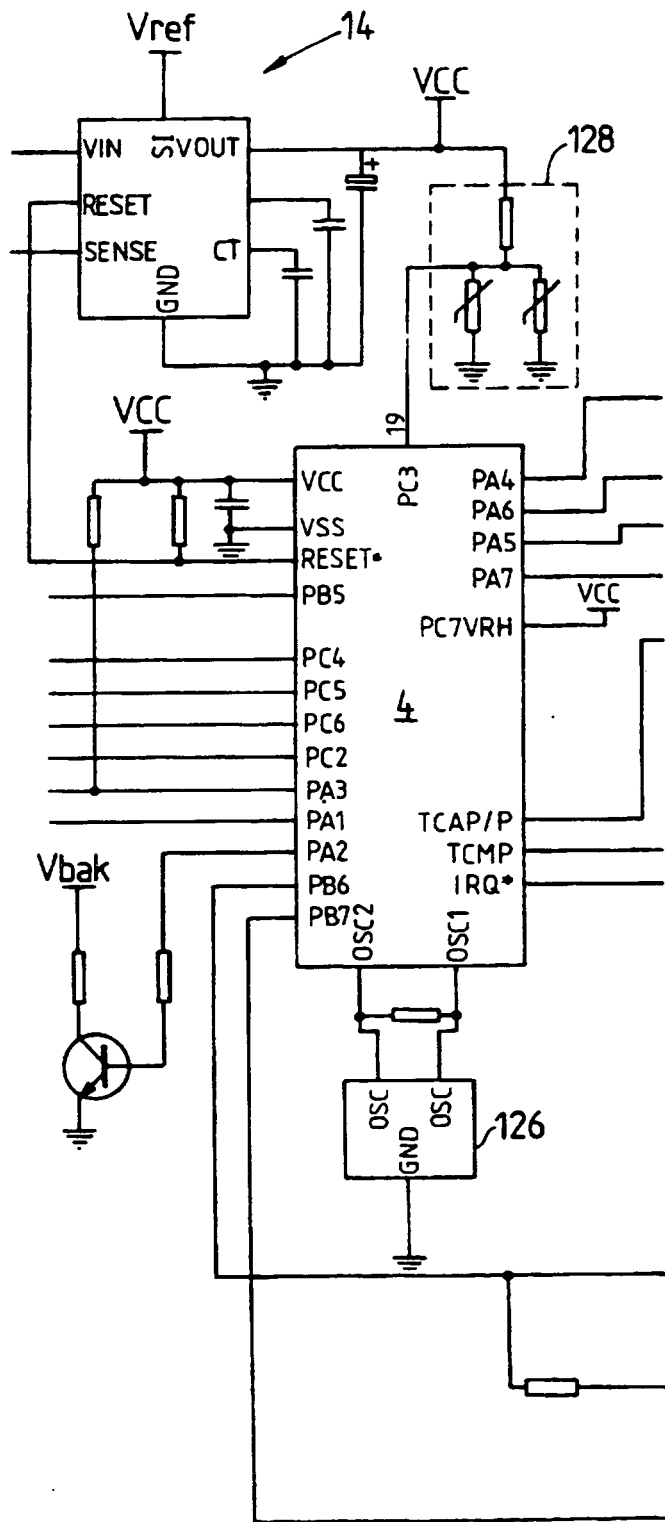 Vref
14
VCC
128
VIN
SI
VOUT
RESET
SENSE
CT
GND
VCC
19
PC3
VCC
VSS
RESET*
PB5
PC4
PC5
PC6
PC2
PA3
PA1
PA2
PB6
PB7
4
PA4
PA6
PA5
PA7
PC7VRH
VCC
TCAP/P
TCMP
IRQ*
OSC2
OSC1
Vbak
OSC
OSC
GND
126